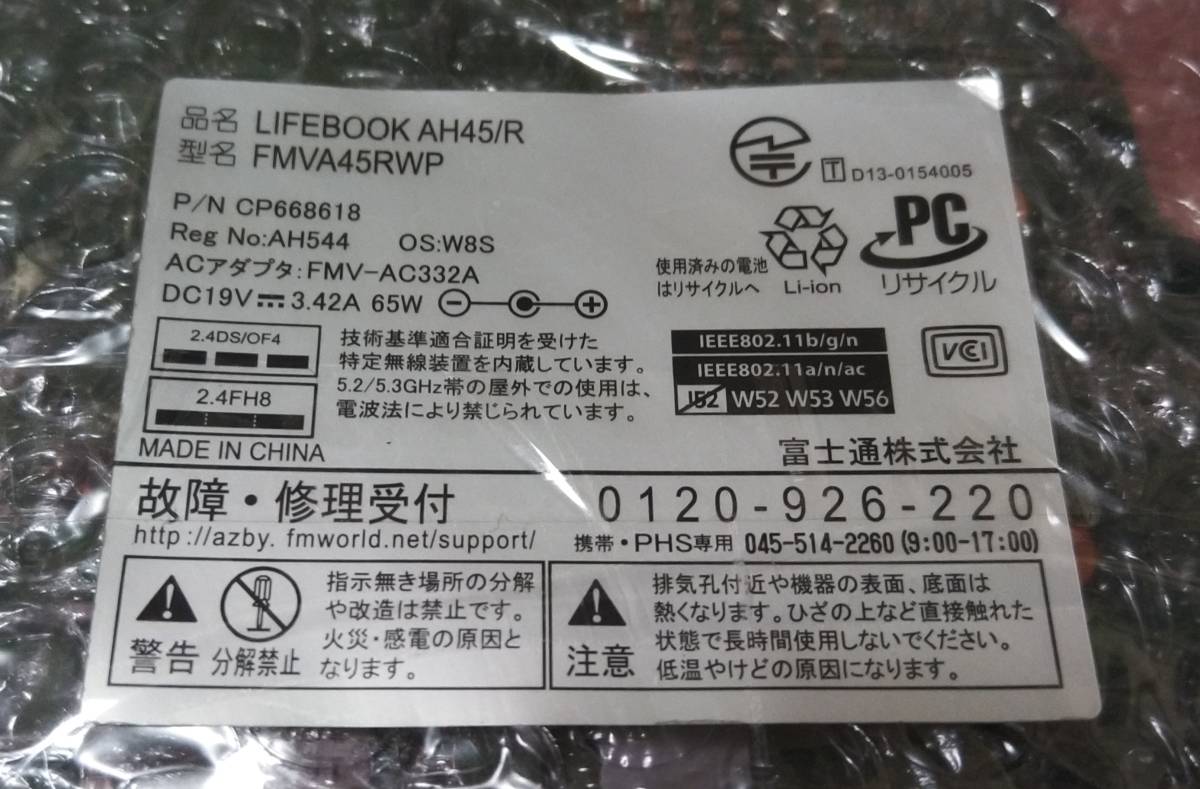 品名 LIFEBOOK AH45/R
型名 FMVA45RWP
P/N CP668618
Reg No:AH544 OS:W8S
ACアダプタ:FMV-AC332A
DC19V 3.42A 65W
T D13-0154005
使用済みの電池
はリサイクルへ
Li-ion
PC
リサイクル
2.4DS/OF4
2.4FH8
技術基準適合証明を受けた
特定無線装置を内蔵しています。
5.2/5.3GHz帯の屋外での使用は、
電波法により禁じられています。
IEEE802.11b/g/n
IEEE802.11a/n/ac
J52 W52 W53 W56
VCCI
MADE IN CHINA
富士通株式会社
故障・修理受付 0120-926-220
http://azby.fmworld.net/support/ 携帯・PHS専用 045-514-2260 (9:00-17:00)
警告
分解禁止
指示無き場所の分解
や改造は禁止です。
火災・感電の原因と
なります。
注意
排気孔付近や機器の表面、底面は
熱くなります。ひざの上など直接触れた
状態で長時間使用しないでください。
低温やけどの原因になります。